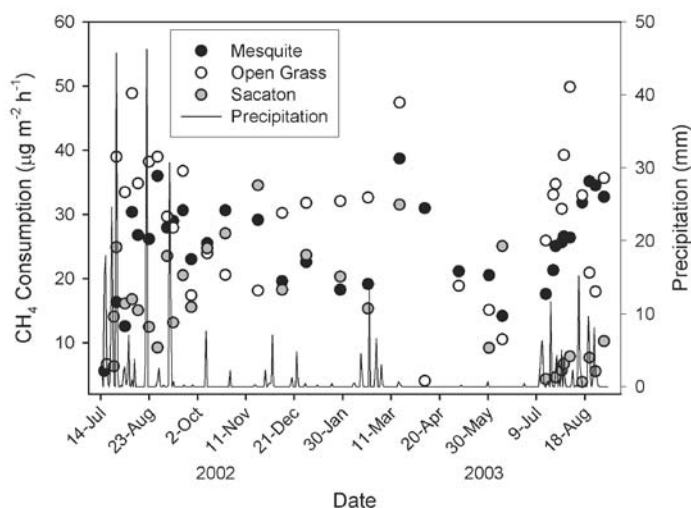 60
50
40
30
20
10
CH4 Consumption (μg m-2 h-1)
Mesquite
Open Grass
Sacaton
Precipitation
50
40
30
20
10
0
Precipitation (mm)
14-Jul
23-Aug
2-Oct
11-Nov
21-Dec
30-Jan
11-Mar
20-Apr
30-May
9-Jul
18-Aug
2002
2003
Date